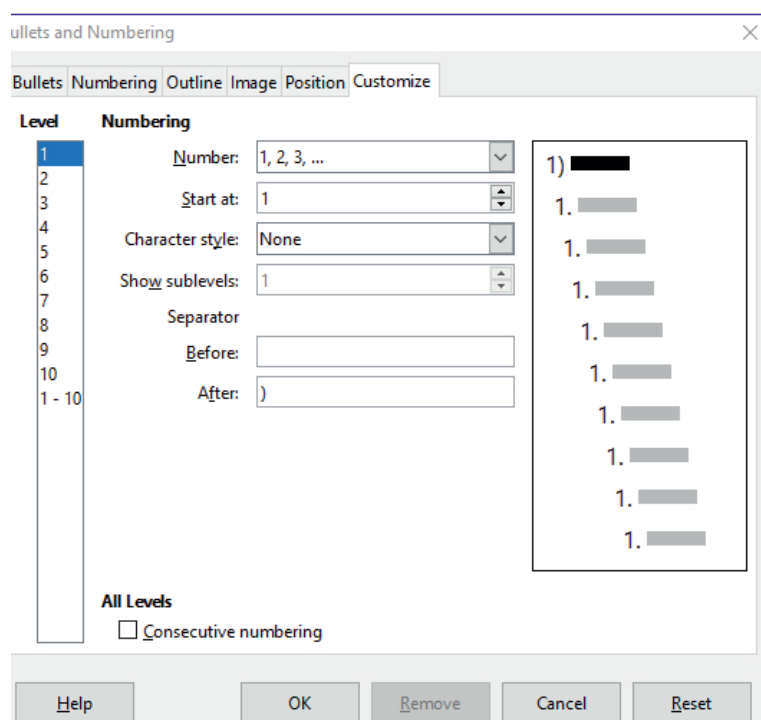 ullets and Numbering
Bullets Numbering Outline Image Position Customize
Level Numbering
1
2
3
4
5
6
7
8
9
10
1 - 10
Number: 1, 2, 3, ...
Start at: 1
Character style: None
Show sublevels: 1
Separator
Before:
After: )
1)
1.
1.
1.
1.
1.
1.
1.
1.
1.
All Levels
Consecutive numbering
Help OK Remove Cancel Reset